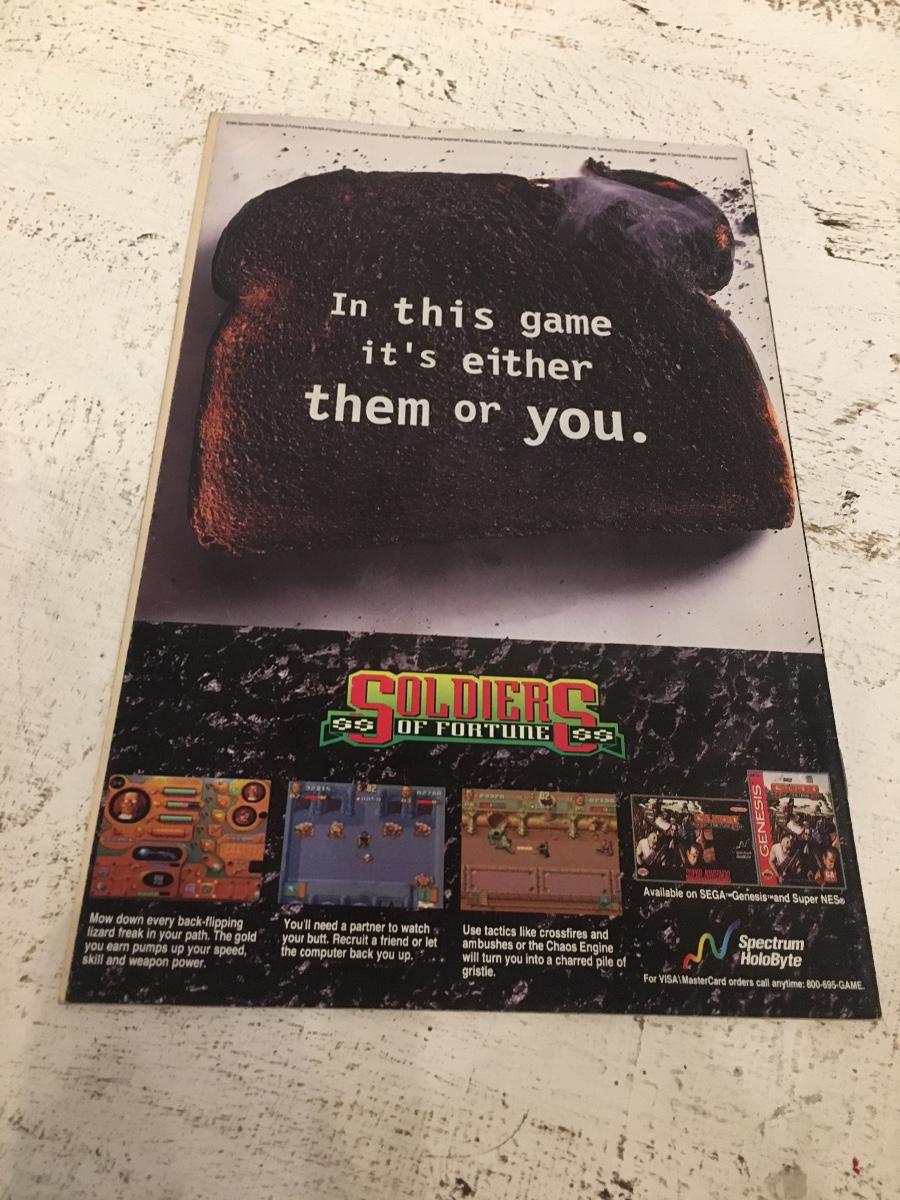 In this game
it's either
them or you.
SOLDIERS
OF FORTUNE
Mow down every back-flipping
lizard freak in your path. The gold
you earn pumps up your speed,
skill and weapon power.
You'll need a partner to watch
your butt. Recruit a friend or let
the computer back you up.
Use tactics like crossfires and
ambushes or the Chaos Engine
will turn you into a charred pile of
gristle.
GENESIS
Available on SEGA™Genesis™and Super NES®
Spectrum
HoloByte
For VISA\MasterCard orders call anytime: 800-695-GAME.